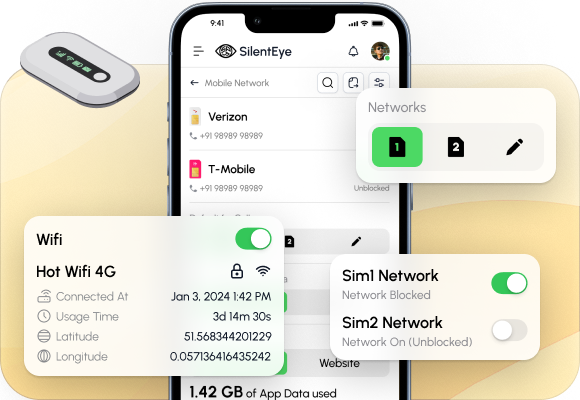 9:41
SilentEye
Mobile Network
Verizon
+91 98989 98989
T-Mobile
+91 98989 98989
Unblocked
Networks
1 2
2
Wifi
Hot Wifi 4G
Connected At Jan 3, 2024 1:42 PM
Usage Time 3d 14m 30s
Latitude 51.568344201229
Longitude 0.057136416435242
Sim1 Network
Network Blocked
Sim2 Network
Network On (Unblocked)
Website
1.42 GB of App Data used